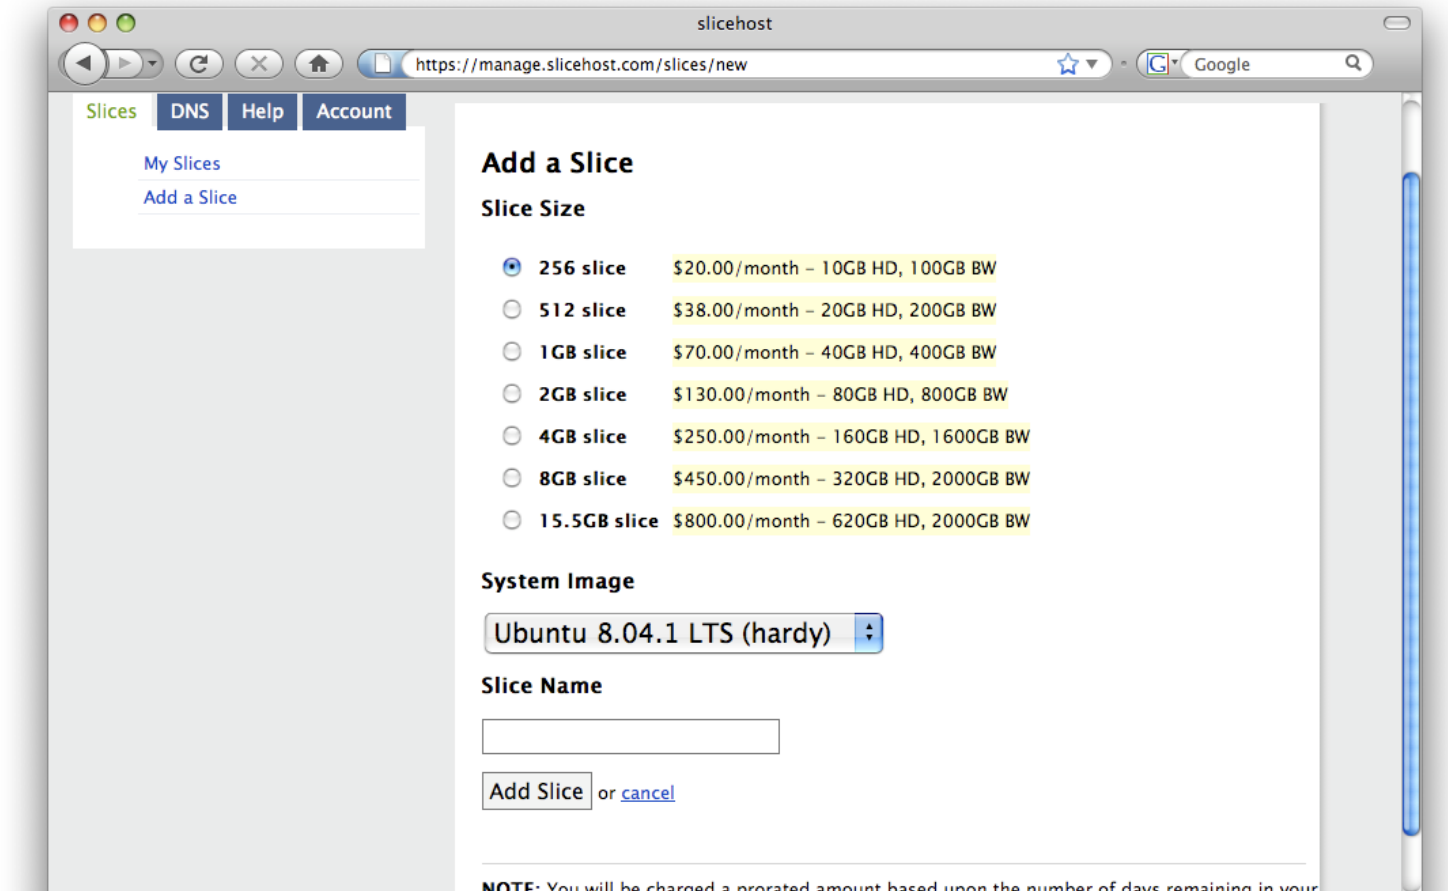 slicehost
https://manage.slicehost.com/slices/new
Google
Slices DNS Help Account
My Slices
Add a Slice
Add a Slice
Slice Size
256 slice $20.00/month – 10GB HD, 100GB BW
512 slice $38.00/month – 20GB HD, 200GB BW
1GB slice $70.00/month – 40GB HD, 400GB BW
2GB slice $130.00/month – 80GB HD, 800GB BW
4GB slice $250.00/month – 160GB HD, 1600GB BW
8GB slice $450.00/month – 320GB HD, 2000GB BW
15.5GB slice $800.00/month – 620GB HD, 2000GB BW
System Image
Ubuntu 8.04.1 LTS (hardy)
Slice Name
Add Slice or cancel
NOTE: You will be charged a prorated amount based upon the number of days remaining in your